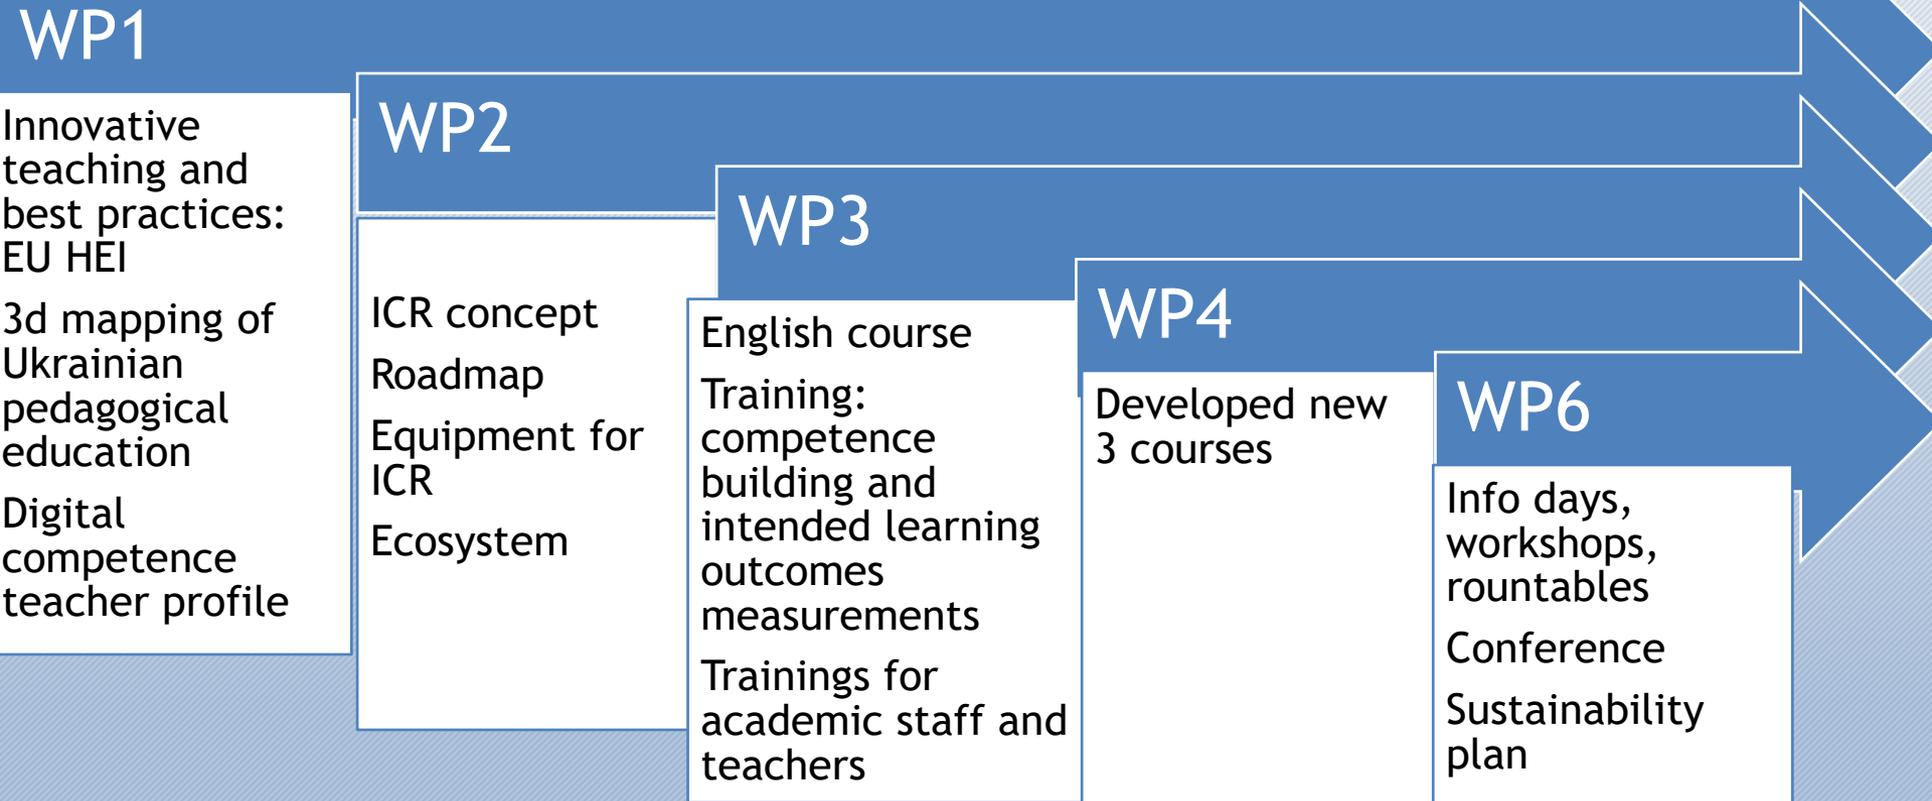 WP1
Innovative
teaching and
best practices:
EU HEI
3d mapping of
Ukrainian
pedagogical
education
Digital
competence
teacher profile
WP2
ICR concept
Roadmap
Equipment for
ICR
Ecosystem
WP3
English course
Training:
competence
building and
intended learning
outcomes
measurements
Trainings for
academic staff and
teachers
WP4
Developed new
3 courses
WP6
Info days,
workshops,
rountables
Conference
Sustainability
plan